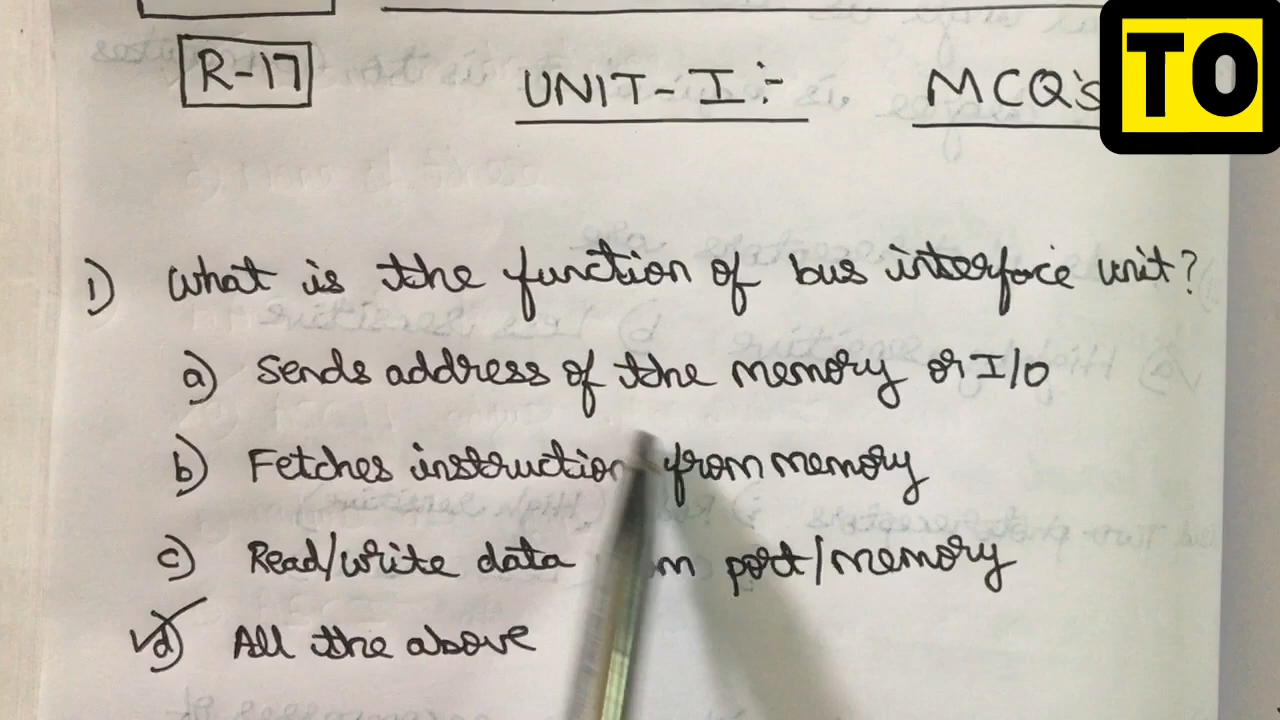 R-17
UNIT-I:-
MCQ's
TO
1) What is the function of bus interface unit?
a) Sends address of the memory or I/O
b) Fetches instruction from memory
c) Read/write data m port/memory
d) All the above